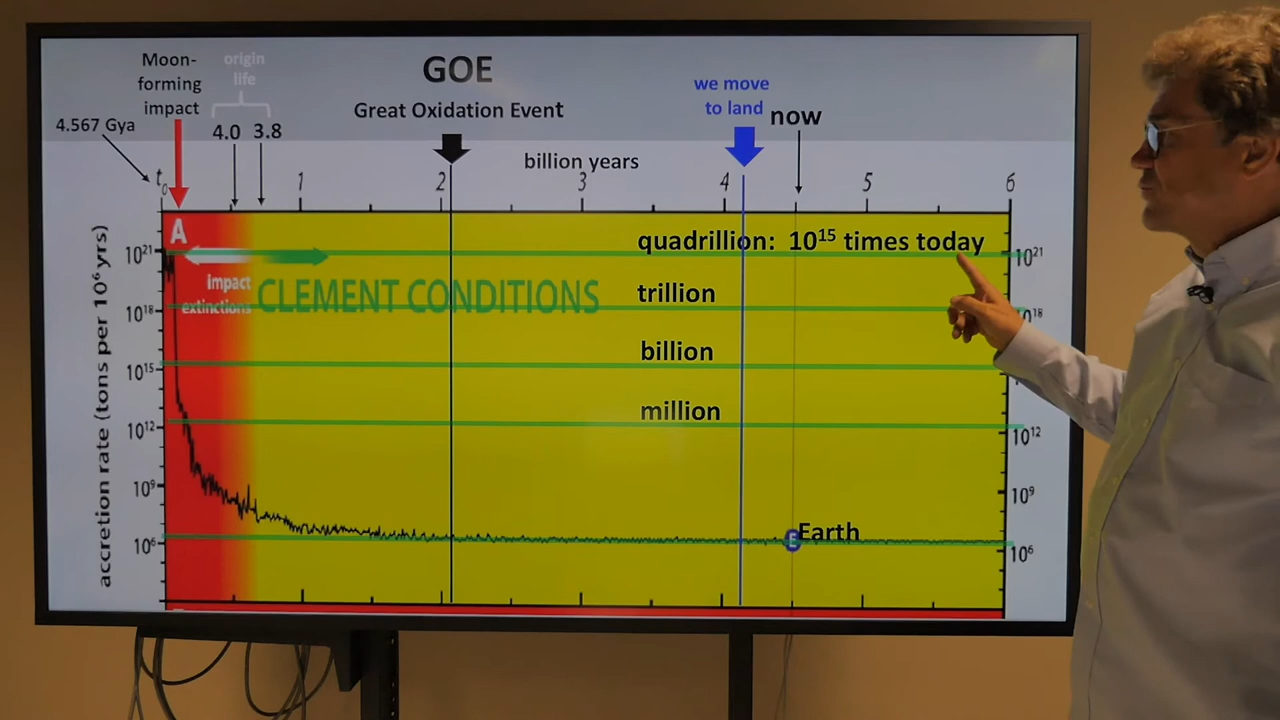 Moon-
forming
impact
origin
life
GOE
Great Oxidation Event
we move
to land
now
4.567 Gya
4.0 3.8
billion years
t0 1 2 3 4 5 6
accretion rate (tons per 10⁶ yrs)
A
10²¹
quadrillion: 10¹⁵ times today
10²¹
impact
extinctions
CLEMENT CONDITIONS
trillion
10¹⁸
10¹⁵
billion
million
10¹²
10¹²
10⁹
10⁹
Earth
10⁶
10⁶